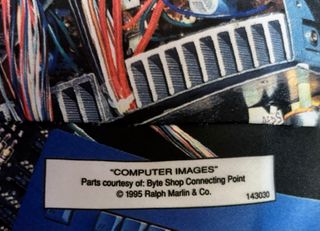 "COMPUTER IMAGES"
Parts courtesy of: Byte Shop Connecting Point
© 1995 Ralph Marlin & Co.
143030